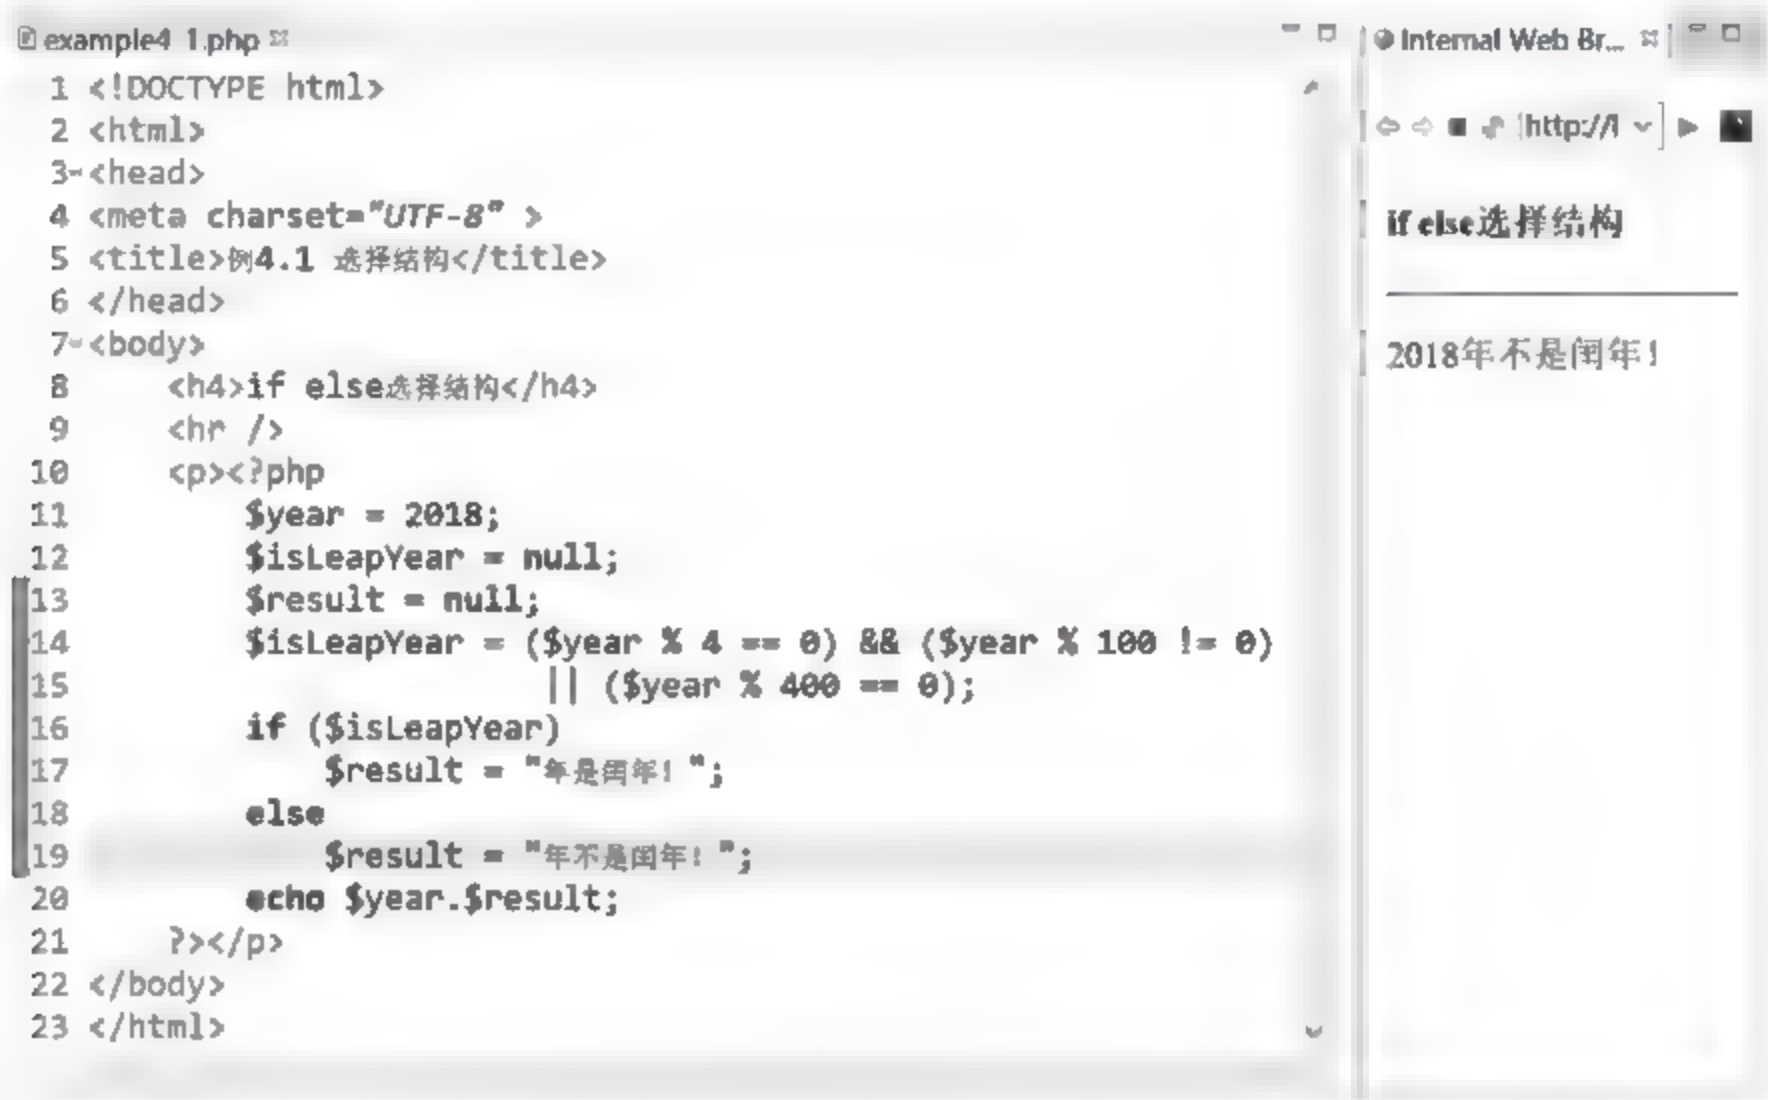 example4_1.php
1 <!DOCTYPE html>
2 <html>
3 <head>
4 <meta charset="UTF-8" >
5 <title>例4.1 选择结构</title>
6 </head>
7 <body>
8     <h4>if else选择结构</h4>
9     <hr />
10     <p><?php
11         $year = 2018;
12         $isLeapYear = null;
13         $result = null;
14         $isLeapYear = ($year % 4 == 0) && ($year % 100 != 0)
15                        || ($year % 400 == 0);
16         if ($isLeapYear)
17             $result = "年是闰年！";
18         else
19             $result = "年不是闰年！";
20         echo $year.$result;
21     ?></p>
22 </body>
23 </html>
Internal Web Br...
http://l
if else选择结构
2018年不是闰年！